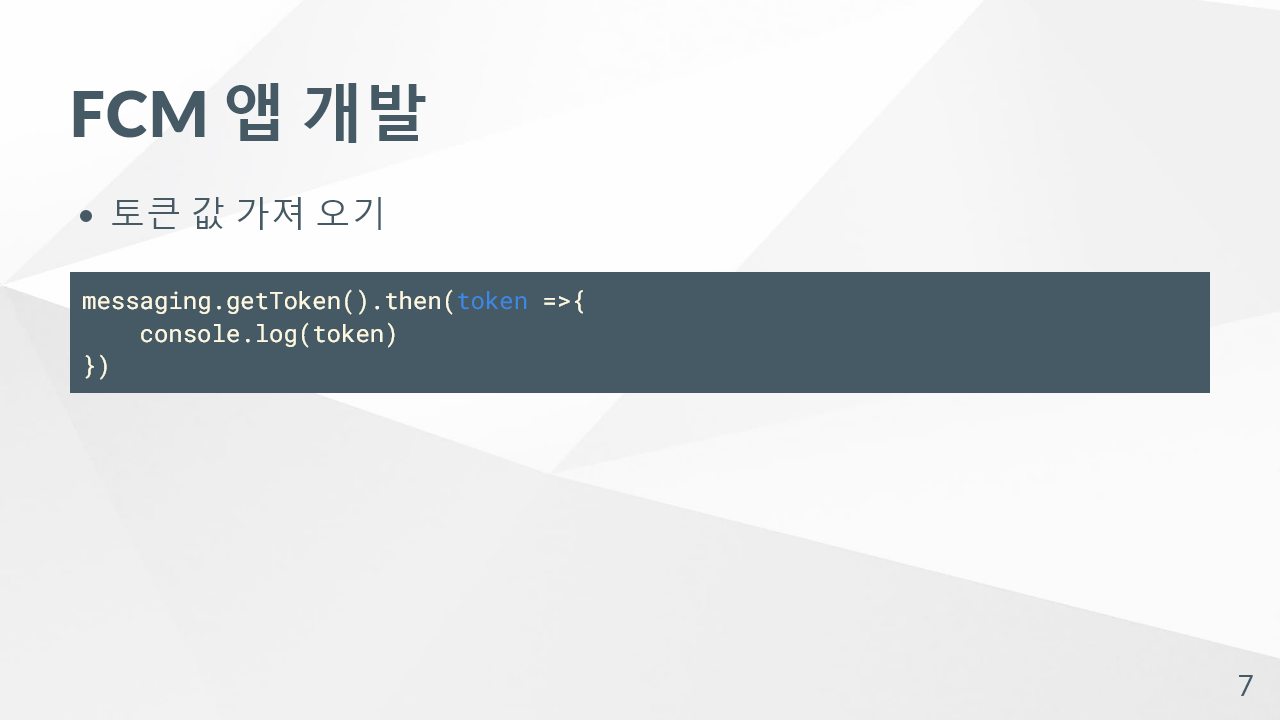 FCM 앱 개발
• 토큰 값 가져 오기
messaging.getToken().then(token =>{
    console.log(token)
})
7